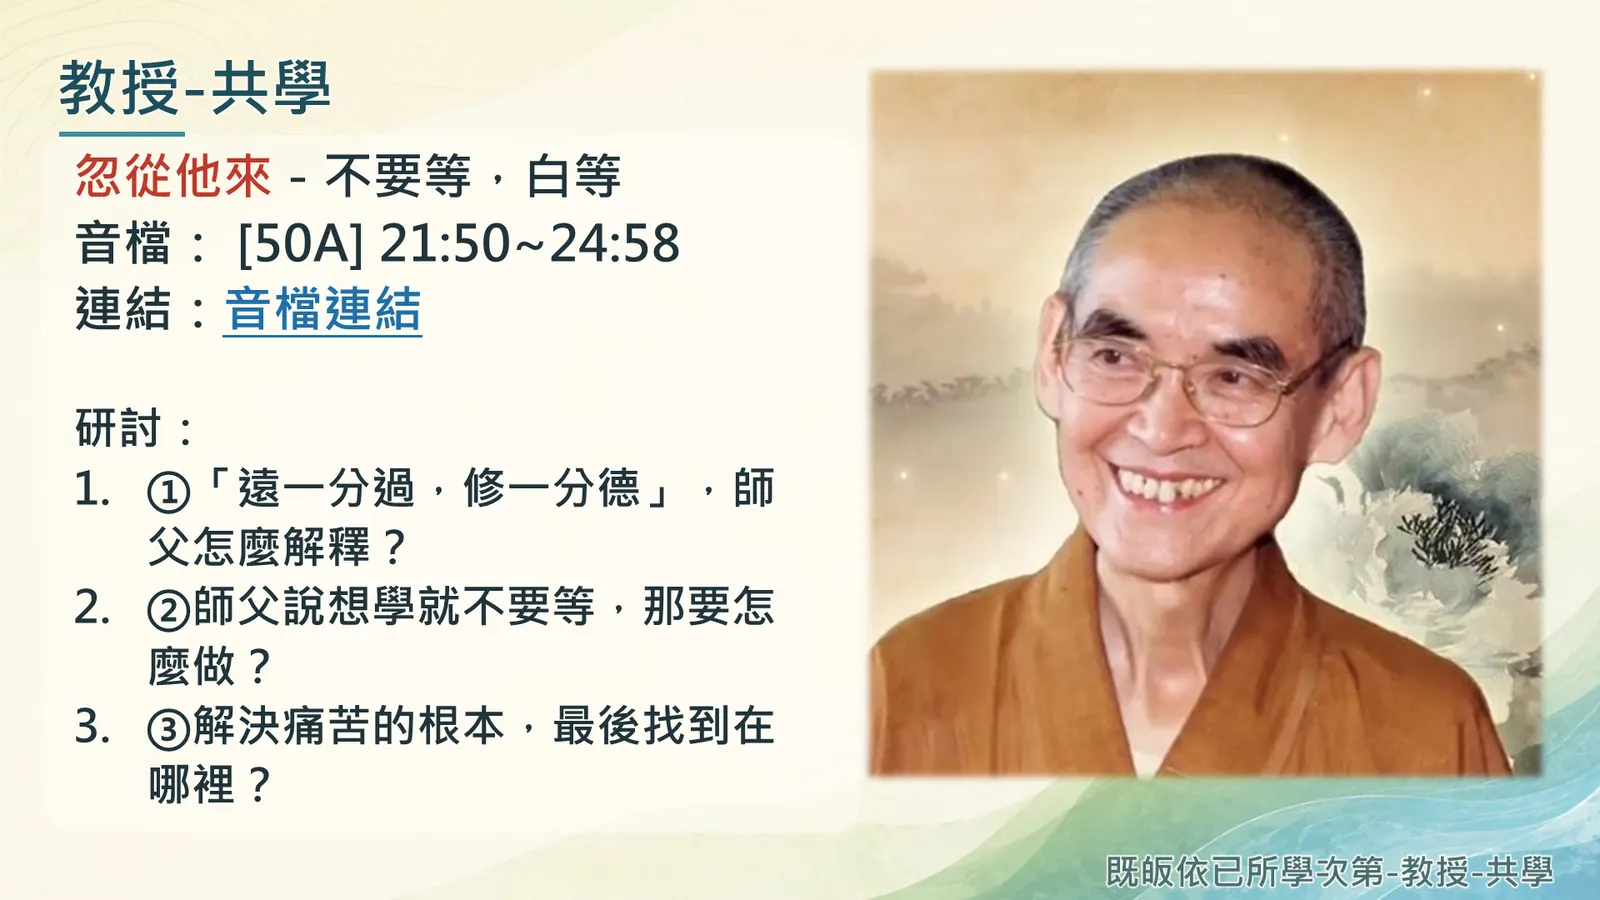 教授-共學
忽從他來 - 不要等，白等
音檔： [50A] 21:50~24:58
連結：音檔連結
研討：
1. ①「遠一分過，修一分德」，師
父怎麼解釋？
2. ②師父說想學就不要等，那要怎
麼做？
3. ③解決痛苦的根本，最後找到在
哪裡？
既皈依已所學次第-教授-共學